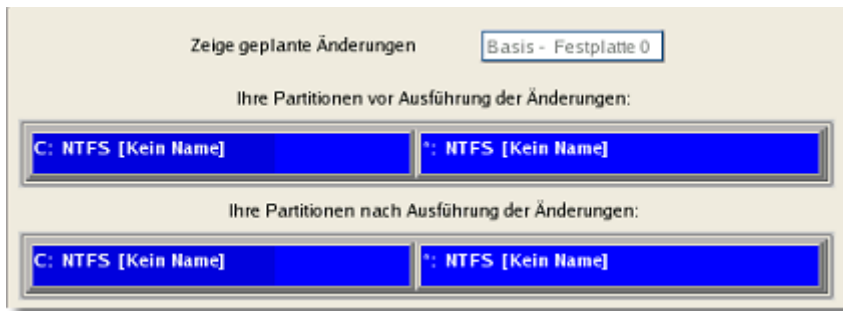 Zeige geplante Änderungen
Basis - Festplatte 0
Ihre Partitionen vor Ausführung der Änderungen:
C: NTFS [Kein Name]
*: NTFS [Kein Name]
Ihre Partitionen nach Ausführung der Änderungen:
C: NTFS [Kein Name]
*: NTFS [Kein Name]